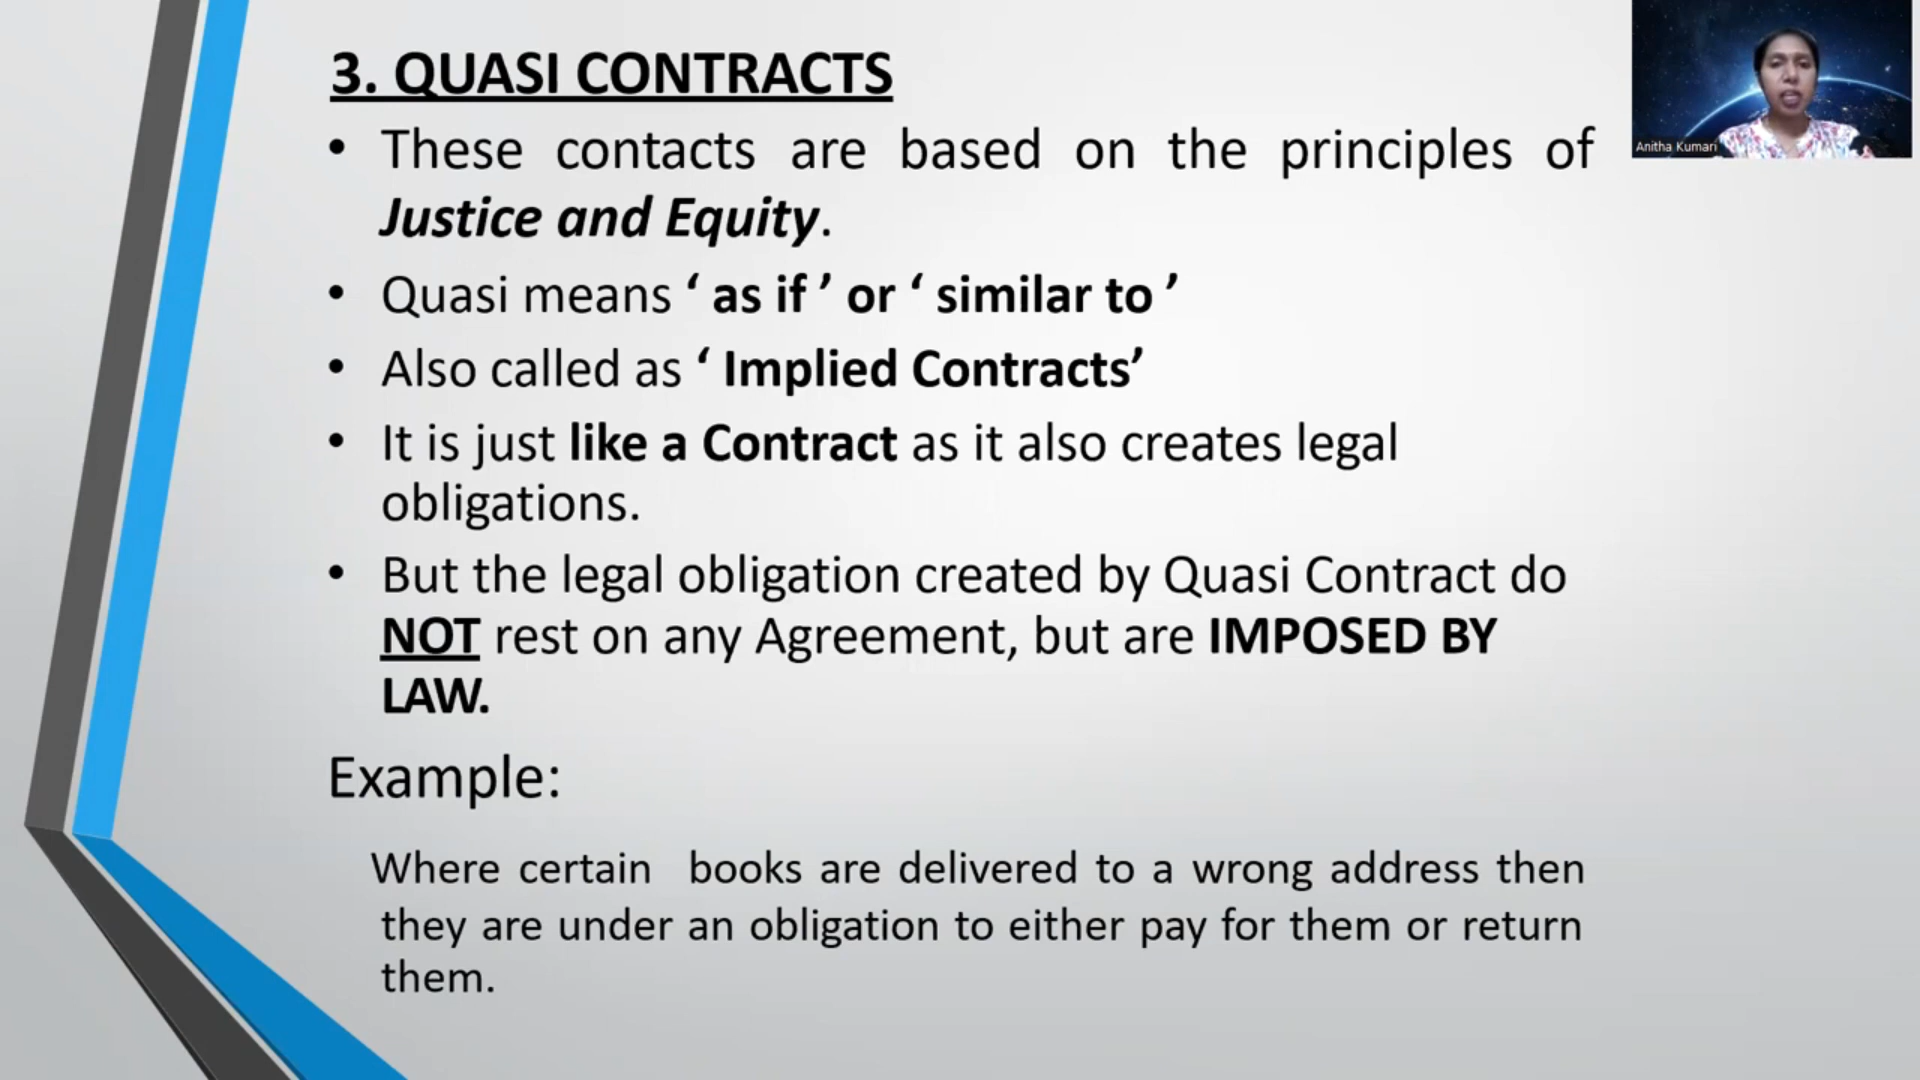 3. QUASI CONTRACTS
• These contacts are based on the principles of
Justice and Equity.
• Quasi means ‘ as if ’ or ‘ similar to ’
• Also called as ‘ Implied Contracts’
• It is just like a Contract as it also creates legal
obligations.
• But the legal obligation created by Quasi Contract do
NOT rest on any Agreement, but are IMPOSED BY
LAW.
Example:
Where certain books are delivered to a wrong address then
they are under an obligation to either pay for them or return
them.
Anitha Kumari